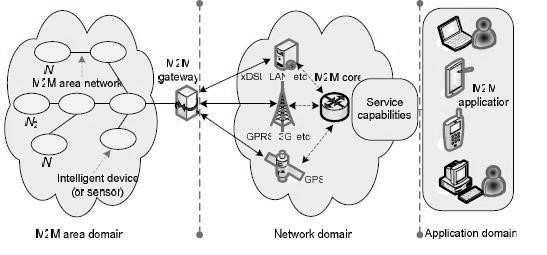 N
M2M area network
N2
N
Intelligent device
(or sensor)
M2M area domain
M2M
gateway
xDSL LAN etc
M2M core
GPRS 3G etc
GPS
Network domain
Service
capabilities
M2M
application
Application domain